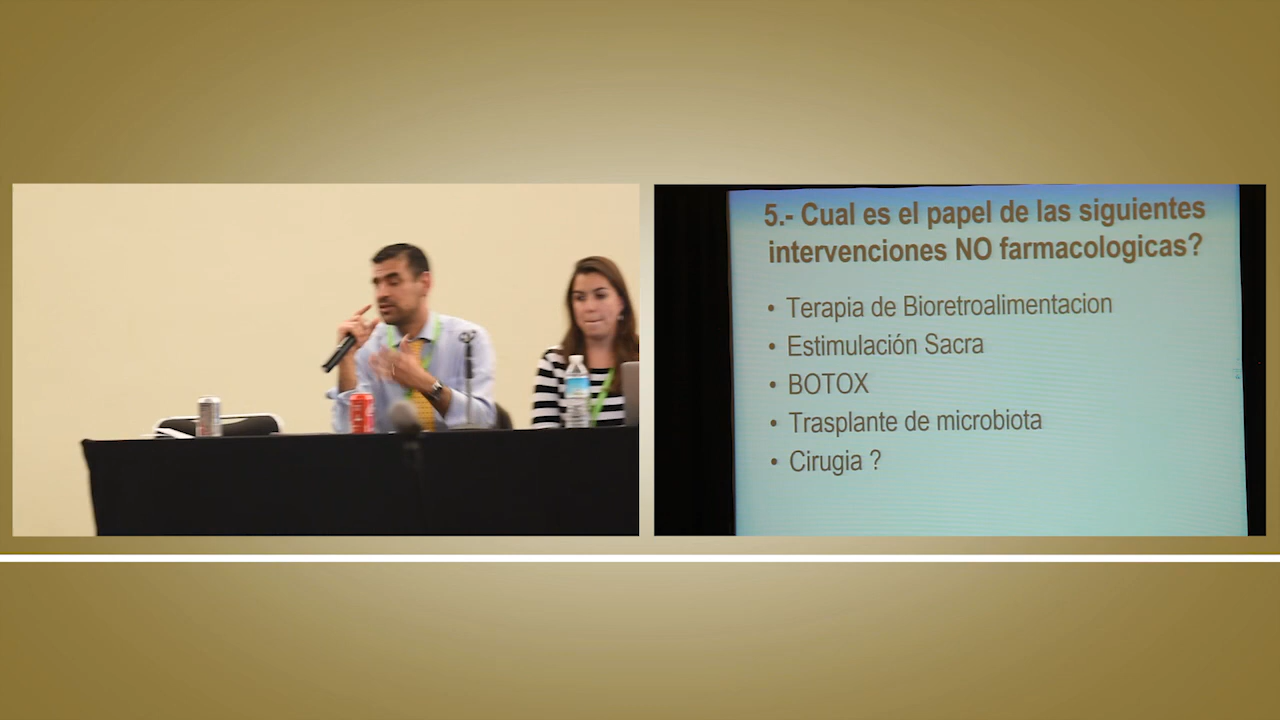 5.- Cual es el papel de las siguientes
intervenciones NO farmacologicas?
• Terapia de Bioretroalimentacion
• Estimulación Sacra
• BOTOX
• Trasplante de microbiota
• Cirugia ?